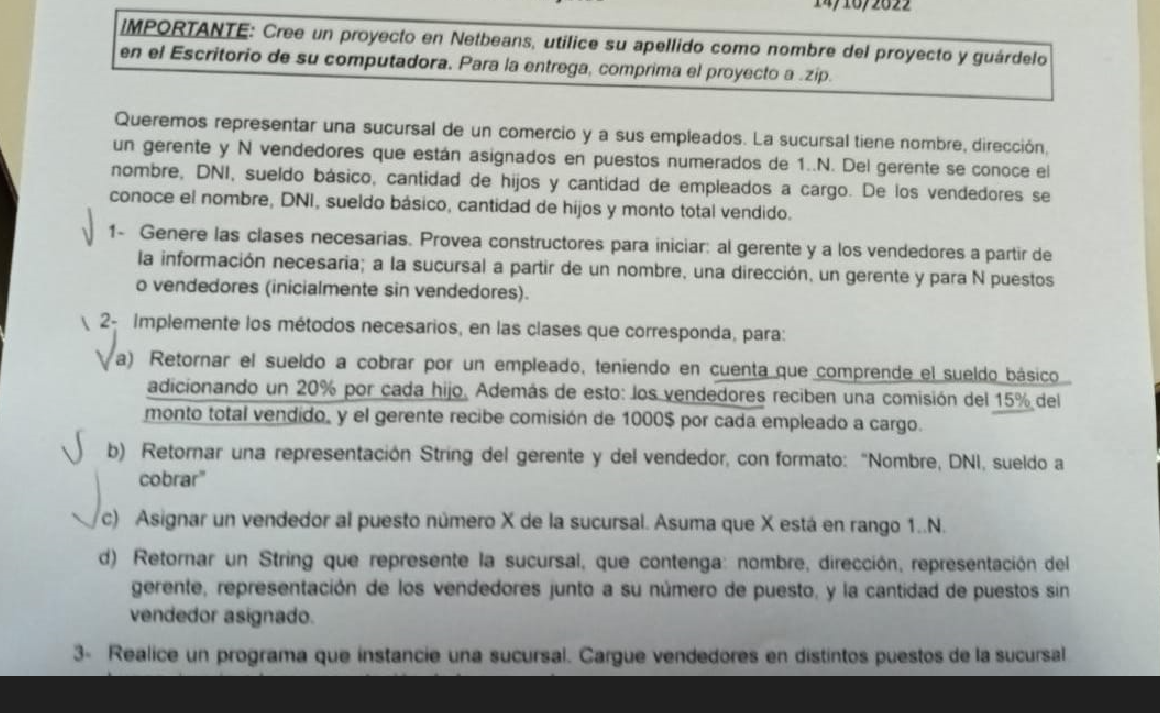 14/10/2022
IMPORTANTE: Cree un proyecto en Netbeans, utilice su apellido como nombre del proyecto y guárdelo
en el Escritorio de su computadora. Para la entrega, comprima el proyecto a .zip.
Queremos representar una sucursal de un comercio y a sus empleados. La sucursal tiene nombre, dirección,
un gerente y N vendedores que están asignados en puestos numerados de 1..N. Del gerente se conoce el
nombre, DNI, sueldo básico, cantidad de hijos y cantidad de empleados a cargo. De los vendedores se
conoce el nombre, DNI, sueldo básico, cantidad de hijos y monto total vendido.
1- Genere las clases necesarias. Provea constructores para iniciar: al gerente y a los vendedores a partir de
la información necesaria; a la sucursal a partir de un nombre, una dirección, un gerente y para N puestos
o vendedores (inicialmente sin vendedores).
2- Implemente los métodos necesarios, en las clases que corresponda, para:
a) Retornar el sueldo a cobrar por un empleado, teniendo en cuenta que comprende el sueldo básico
adicionando un 20% por cada hijo. Además de esto: los vendedores reciben una comisión del 15% del
monto total vendido, y el gerente recibe comisión de 1000$ por cada empleado a cargo.
b) Retornar una representación String del gerente y del vendedor, con formato: "Nombre, DNI, sueldo a
cobrar"
c) Asignar un vendedor al puesto número X de la sucursal. Asuma que X está en rango 1..N.
d) Retornar un String que represente la sucursal, que contenga: nombre, dirección, representación del
gerente, representación de los vendedores junto a su número de puesto, y la cantidad de puestos sin
vendedor asignado.
3- Realice un programa que instancie una sucursal. Cargue vendedores en distintos puestos de la sucursal